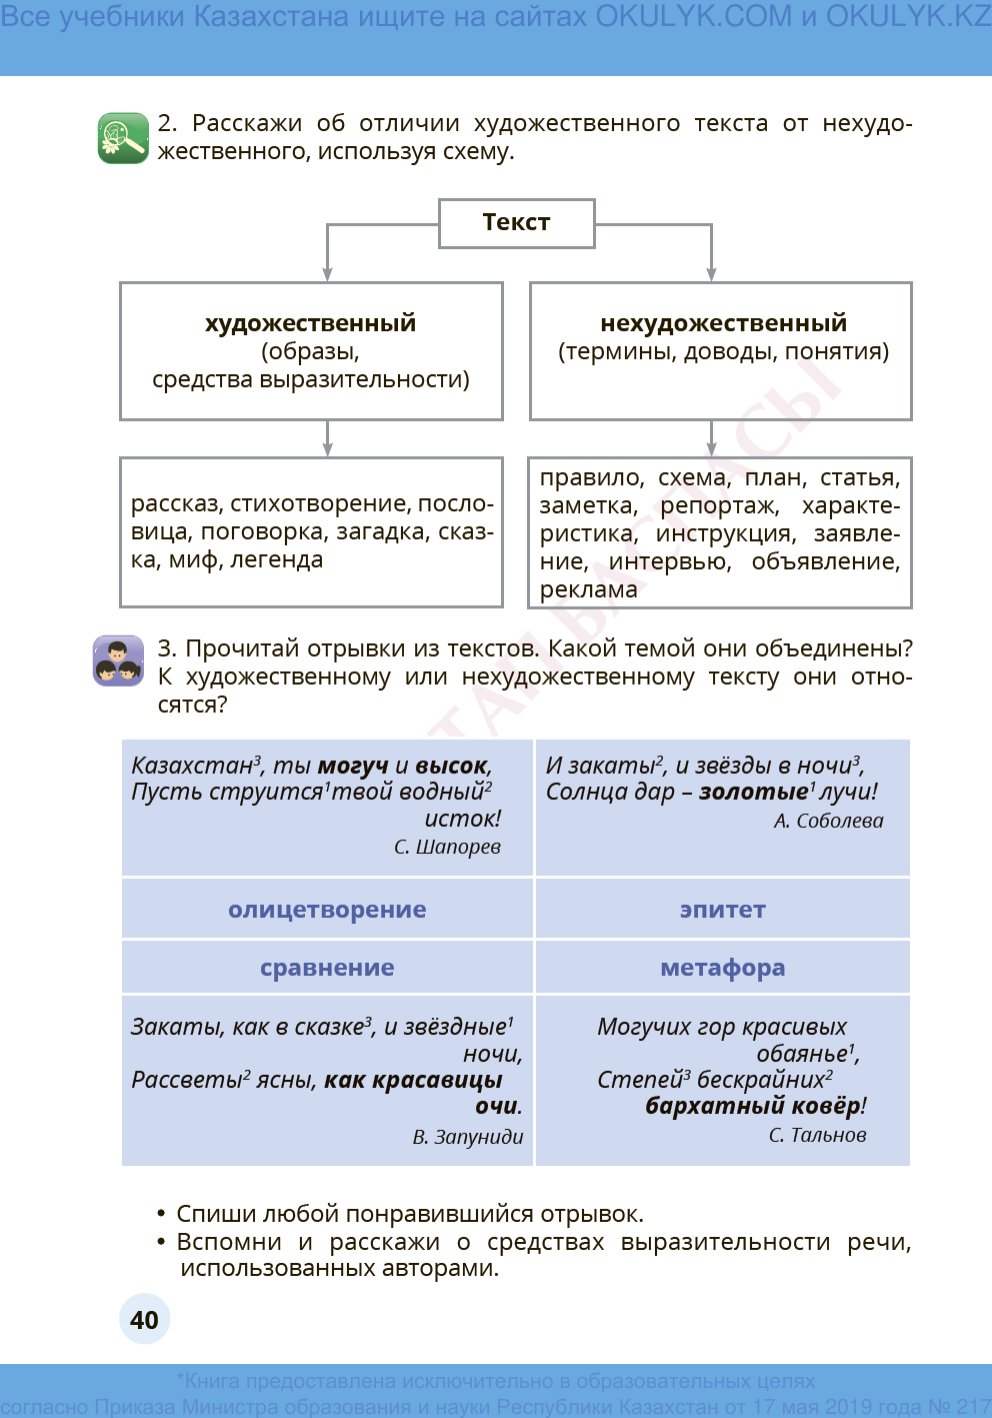 Все учебники Казахстана ищите на сайтах OKULYK.COM и OKULYK.KZ
2. Расскажи об отличии художественного текста от нехудо-
жественного, используя схему.
Текст
художественный
(образы,
средства выразительности)
нехудожественный
(термины, доводы, понятия)
рассказ, стихотворение, посло-
вица, поговорка, загадка, сказ-
ка, миф, легенда
правило, схема, план, статья,
заметка, репортаж, характе-
ристика, инструкция, заявле-
ние, интервью, объявление,
реклама
3. Прочитай отрывки из текстов. Какой темой они объединены?
К художественному или нехудожественному тексту они отно-
сятся?
Казахстан³, ты могуч и высок,
Пусть струится¹твой водный²
исток!
С. Шапорев
И закаты², и звёзды в ночи³,
Солнца дар – золотые¹ лучи!
А. Соболева
олицетворение
эпитет
сравнение
метафора
Закаты, как в сказке³, и звёздные¹
ночи,
Рассветы² ясны, как красавицы
очи.
В. Запуниди
Могучих гор красивых
обаянье¹,
Степей³ бескрайних²
бархатный ковёр!
С. Тальнов
• Спиши любой понравившийся отрывок.
• Вспомни и расскажи о средствах выразительности речи,
использованных авторами.
40
*Книга предоставлена исключительно в образовательных целях
согласно Приказа Министра образования и науки Республики Казахстан от 17 мая 2019 года № 217